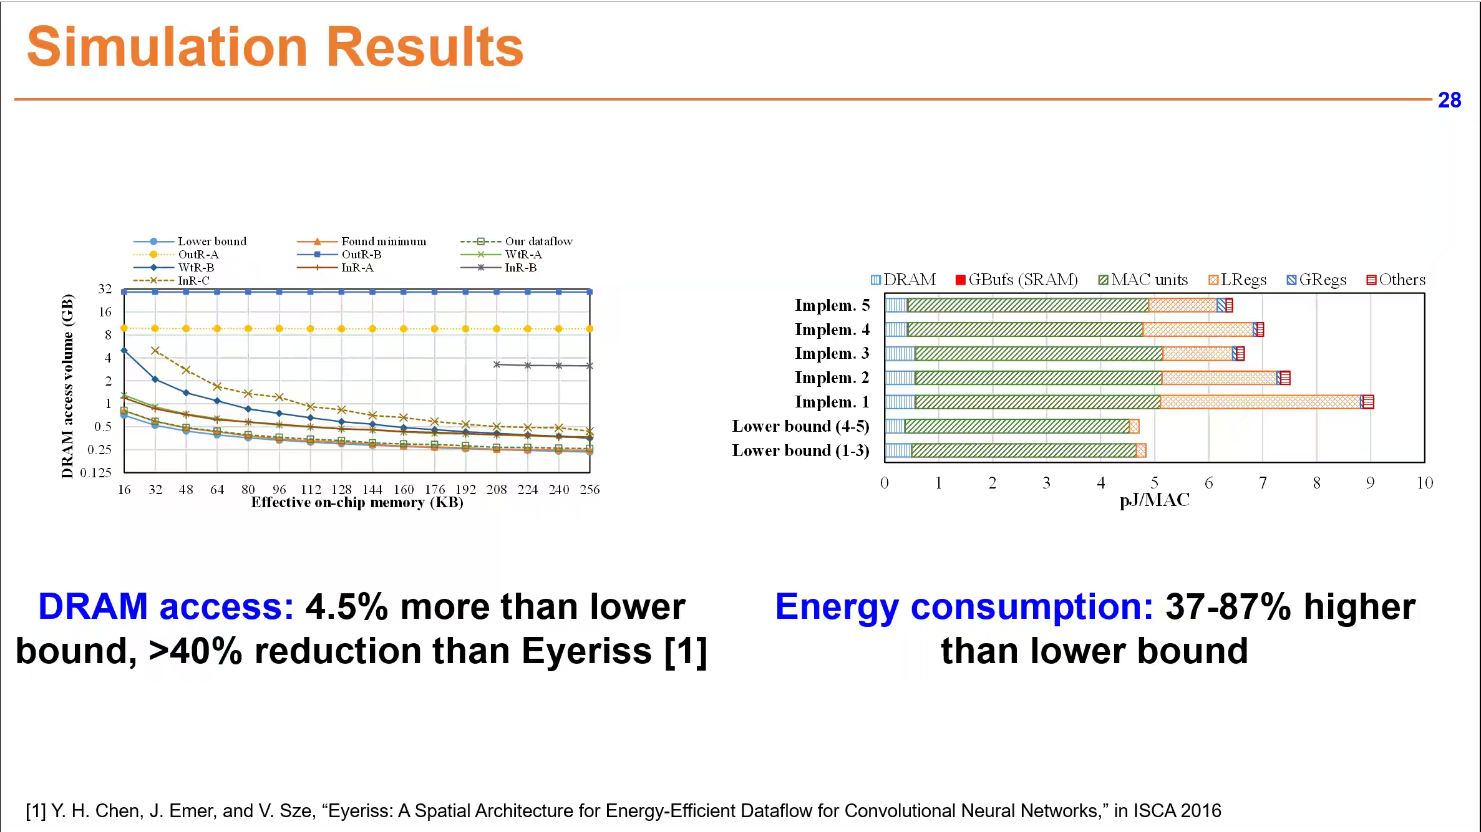 Simulation Results
28
Lower bound Found minimum Our dataflow
OutR-A OutR-B WtR-A
WtR-B InR-A InR-B
InR-C
DRAM access volume (GB)
32
16
8
4
2
1
0.5
0.25
0.125
16 32 48 64 80 96 112 128 144 160 176 192 208 224 240 256
Effective on-chip memory (KB)
DRAM GBufs (SRAM) MAC units LRegs GRegs Others
Implem. 5
Implem. 4
Implem. 3
Implem. 2
Implem. 1
Lower bound (4-5)
Lower bound (1-3)
0 1 2 3 4 5 6 7 8 9 10
pJ/MAC
DRAM access: 4.5% more than lower
bound, >40% reduction than Eyeriss [1]
Energy consumption: 37-87% higher
than lower bound
[1] Y. H. Chen, J. Emer, and V. Sze, “Eyeriss: A Spatial Architecture for Energy-Efficient Dataflow for Convolutional Neural Networks,” in ISCA 2016